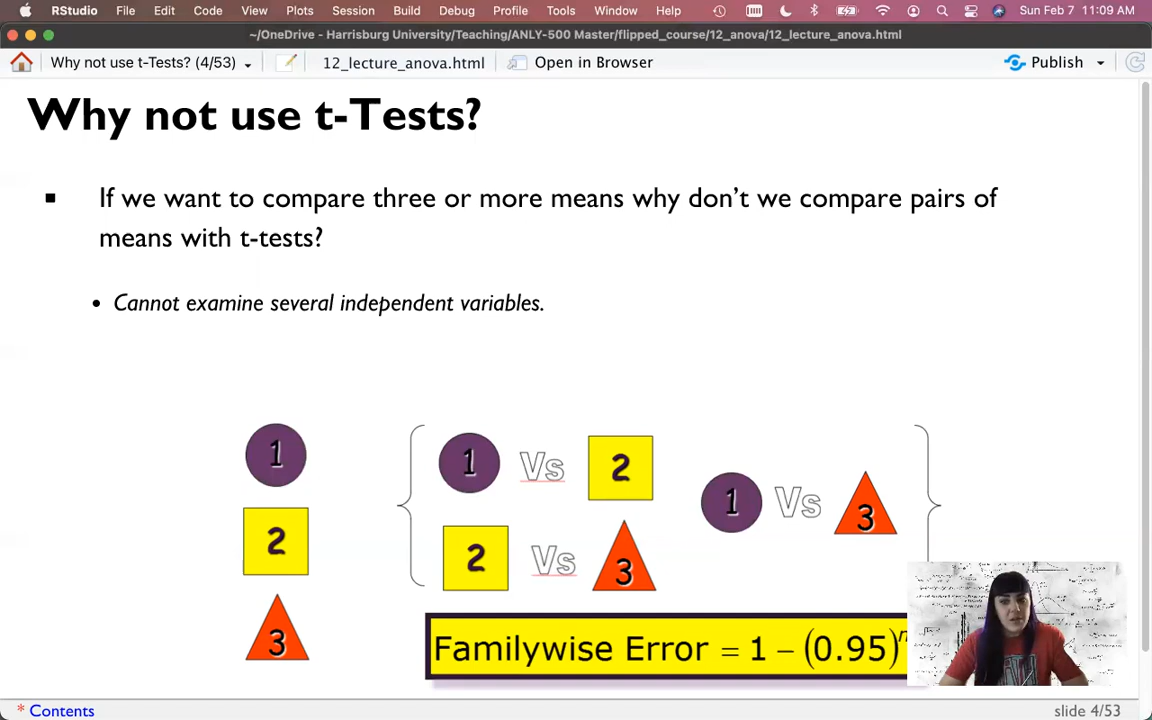 RStudio File Edit Code View Plots Session Build Debug Profile Tools Window Help Sun Feb 7 11:09 AM
~/OneDrive - Harrisburg University/Teaching/ANLY-500 Master/flipped_course/12_anova/12_lecture_anova.html
Why not use t-Tests? (4/53) 12_lecture_anova.html Open in Browser Publish
Why not use t-Tests?
If we want to compare three or more means why don’t we compare pairs of
means with t-tests?
Cannot examine several independent variables.
1
2
3
1 Vs 2
2 Vs 3
1 Vs 3
Familywise Error = 1 – (0.95)ⁿ
* Contents
slide 4/53